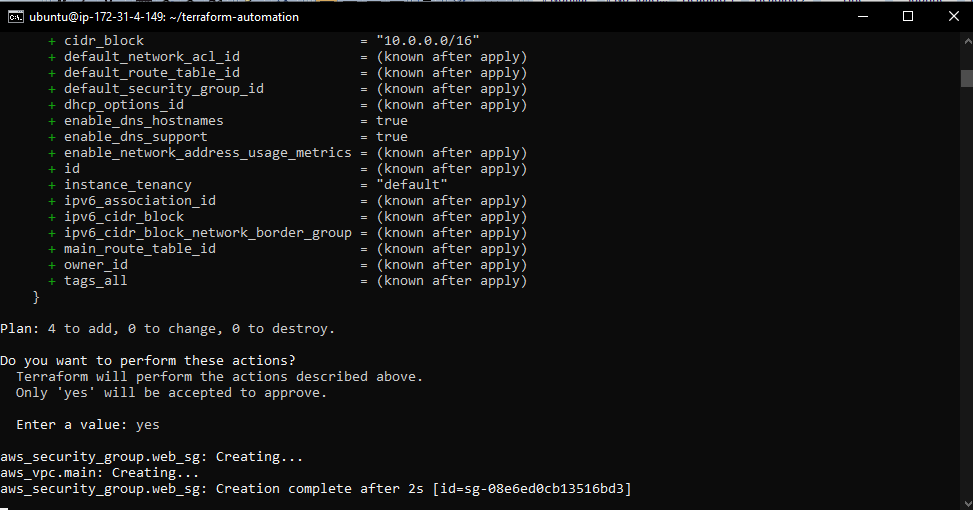 ubuntu@ip-172-31-4-149: ~/terraform-automation
+ cidr_block = "10.0.0.0/16"
+ default_network_acl_id = (known after apply)
+ default_route_table_id = (known after apply)
+ default_security_group_id = (known after apply)
+ dhcp_options_id = (known after apply)
+ enable_dns_hostnames = true
+ enable_dns_support = true
+ enable_network_address_usage_metrics = (known after apply)
+ id = (known after apply)
+ instance_tenancy = "default"
+ ipv6_association_id = (known after apply)
+ ipv6_cidr_block = (known after apply)
+ ipv6_cidr_block_network_border_group = (known after apply)
+ main_route_table_id = (known after apply)
+ owner_id = (known after apply)
+ tags_all = (known after apply)
}
Plan: 4 to add, 0 to change, 0 to destroy.
Do you want to perform these actions?
Terraform will perform the actions described above.
Only 'yes' will be accepted to approve.
Enter a value: yes
aws_security_group.web_sg: Creating...
aws_vpc.main: Creating...
aws_security_group.web_sg: Creation complete after 2s [id=sg-08e6ed0cb13516bd3]